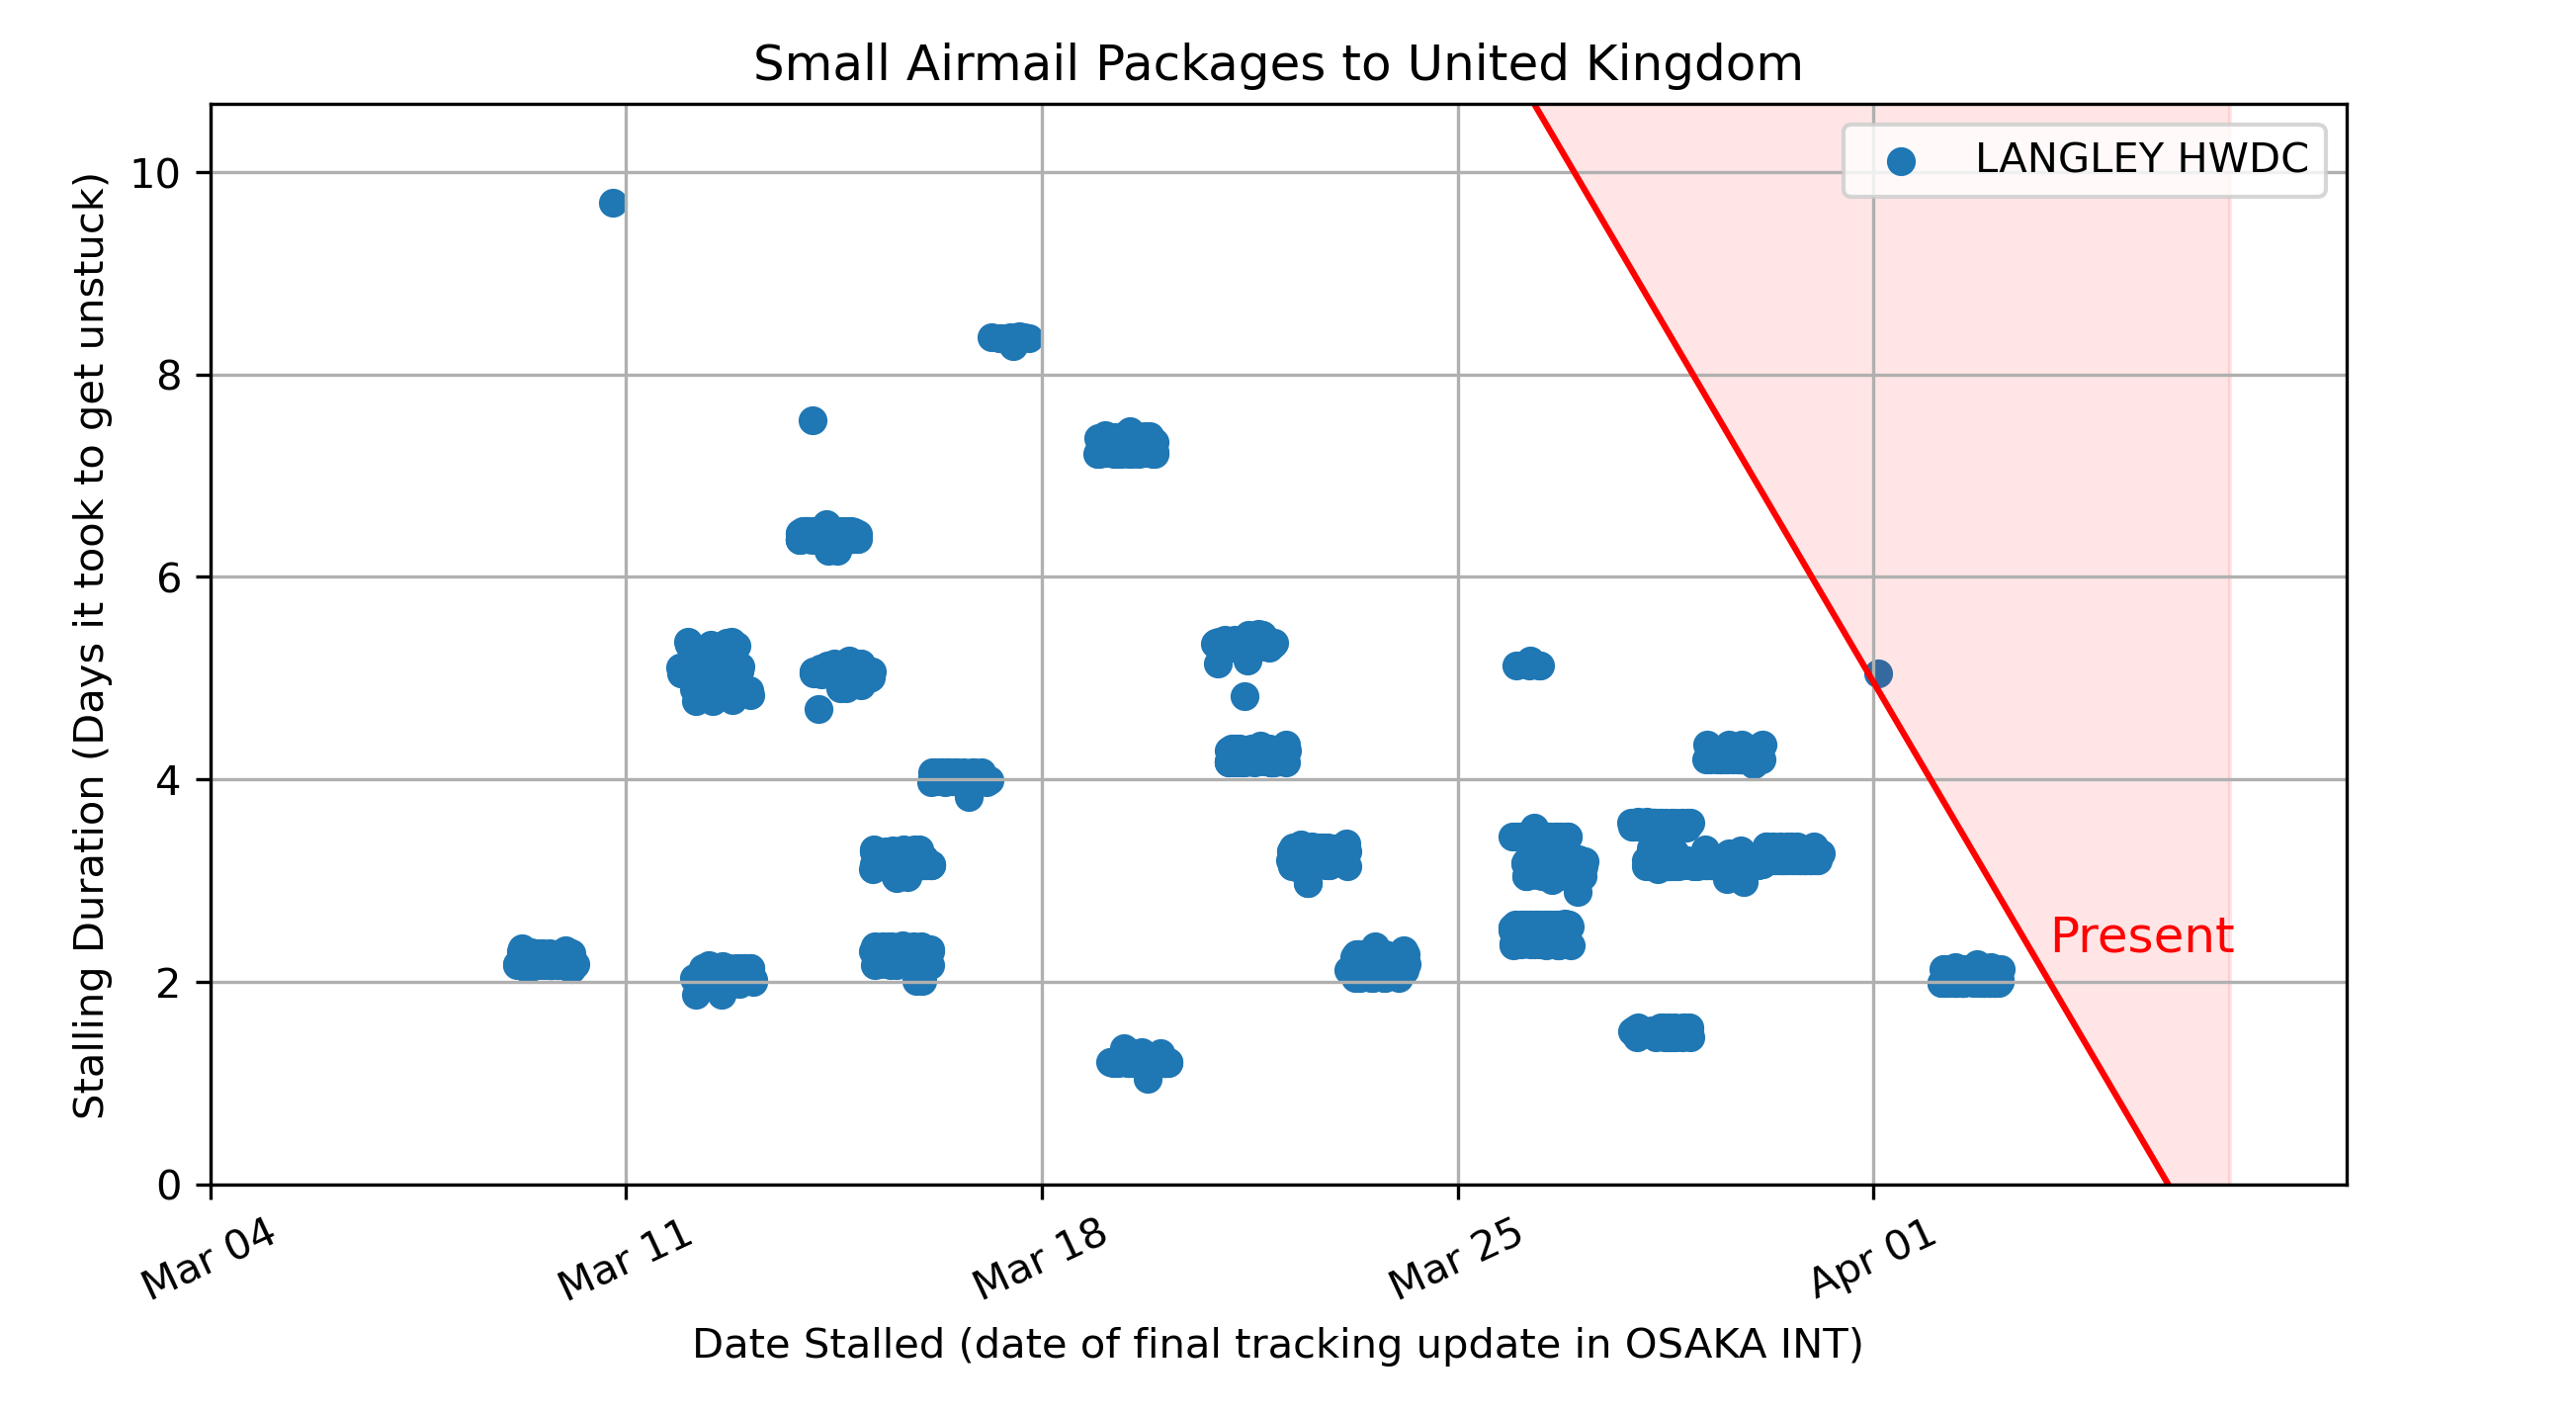 Small Airmail Packages to United Kingdom
LANGLEY HWDC
Stalling Duration (Days it took to get unstuck)
10
8
6
4
2
0
Present
Mar 04
Mar 11
Mar 18
Mar 25
Apr 01
Date Stalled (date of final tracking update in OSAKA INT)